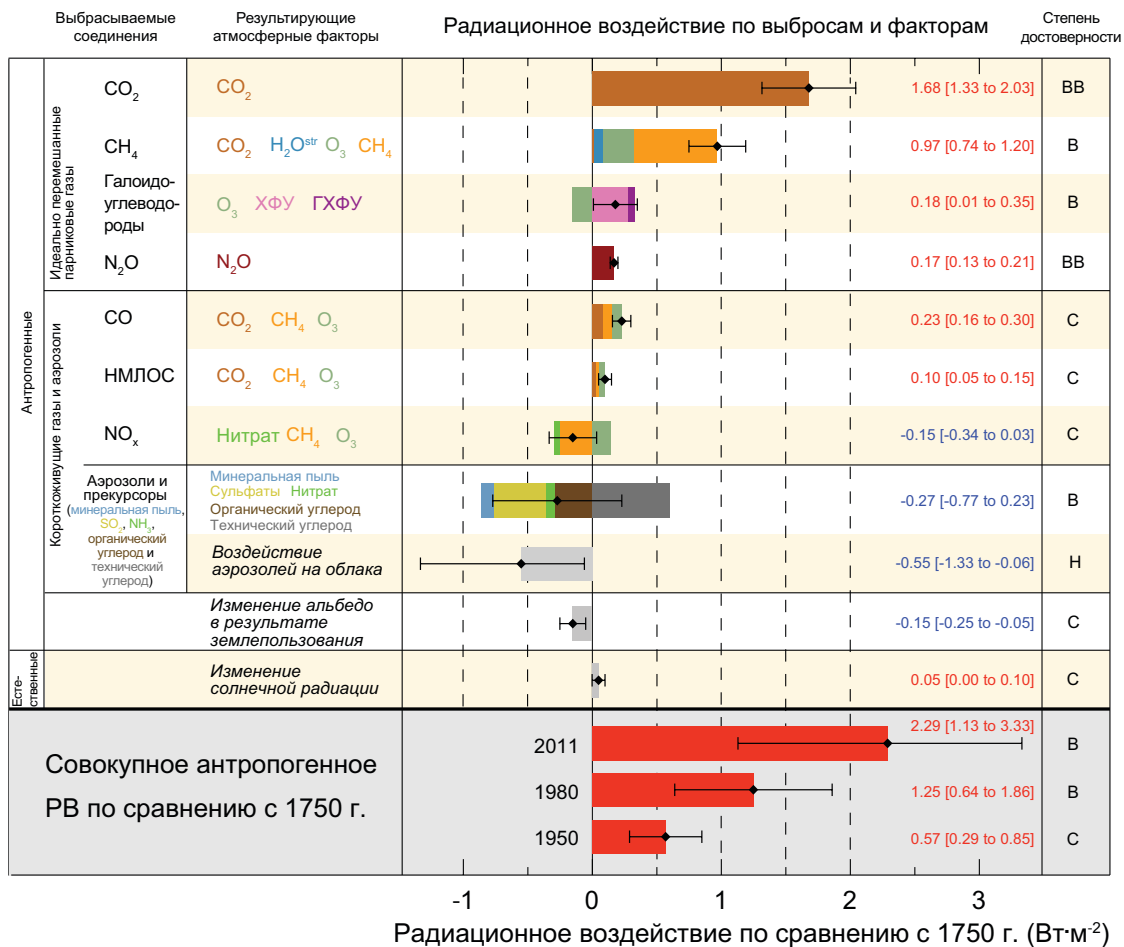 Выбрасываемые
соединения
Результирующие
атмосферные факторы
Радиационное воздействие по выбросам и факторам
Степень
достоверности
Антропогенные
Идеально перемешанные
парниковые газы
CO2
CO2
1.68 [1.33 to 2.03]
ВВ
CH4
CO2 H2Ostr O3 CH4
0.97 [0.74 to 1.20]
В
Галоидо-
углеводо-
роды
O3 ХФУ ГХФУ
0.18 [0.01 to 0.35]
В
N2O
N2O
0.17 [0.13 to 0.21]
ВВ
Короткоживущие газы и аэрозоли
CO
CO2 CH4 O3
0.23 [0.16 to 0.30]
С
НМЛОС
CO2 CH4 O3
0.10 [0.05 to 0.15]
С
NOx
Нитрат CH4 O3
-0.15 [-0.34 to 0.03]
С
Аэрозоли и
прекурсоры
(минеральная пыль,
SO2, NH3,
органический
углерод и
технический
углерод)
Минеральная пыль
Сульфаты Нитрат
Органический углерод
Технический углерод
-0.27 [-0.77 to 0.23]
В
Воздействие
аэрозолей на облака
-0.55 [-1.33 to -0.06]
Н
Изменение альбедо
в результате
землепользования
-0.15 [-0.25 to -0.05]
С
Есте-
ственные
Изменение
солнечной радиации
0.05 [0.00 to 0.10]
С
Совокупное антропогенное
РВ по сравнению с 1750 г.
2011
2.29 [1.13 to 3.33]
В
1980
1.25 [0.64 to 1.86]
В
1950
0.57 [0.29 to 0.85]
С
-1 0 1 2 3
Радиационное воздействие по сравнению с 1750 г. (Вт·м-2)